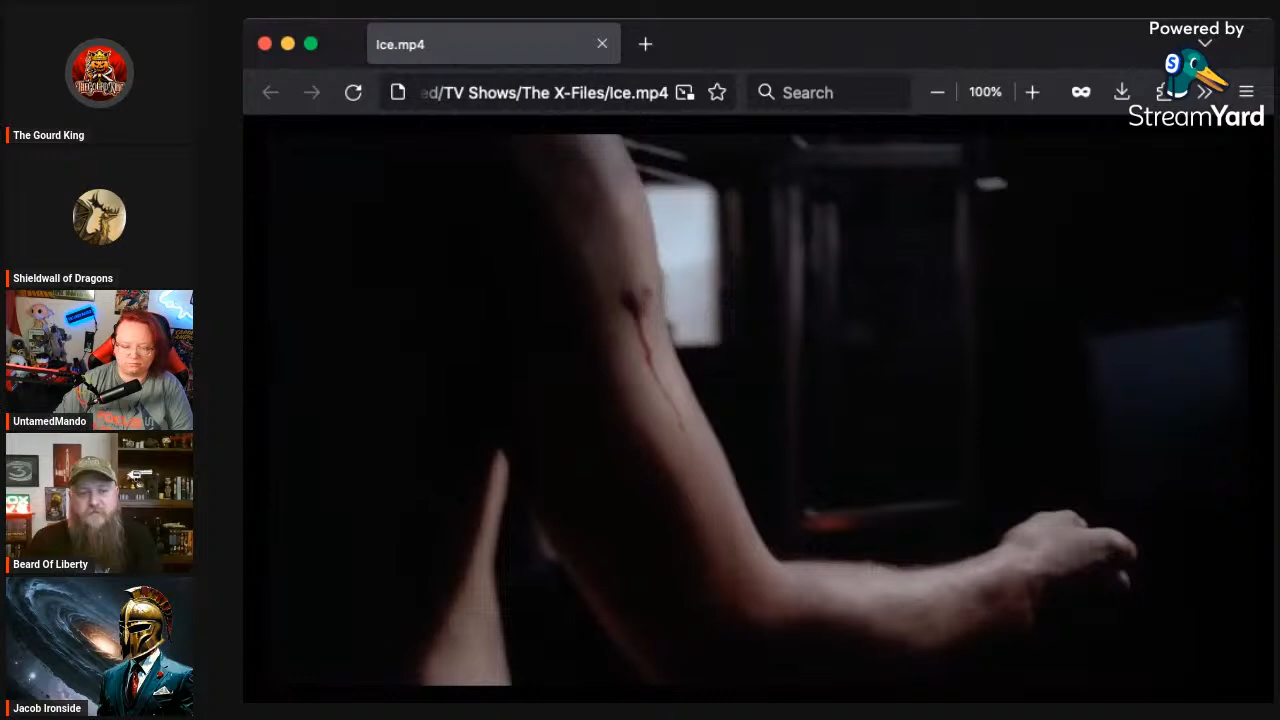 Ice.mp4
ed/TV Shows/The X-Files/Ice.mp4
Search
100%
Powered by
StreamYard
The Gourd King
Shieldwall of Dragons
UntamedMando
Beard Of Liberty
Jacob Ironside